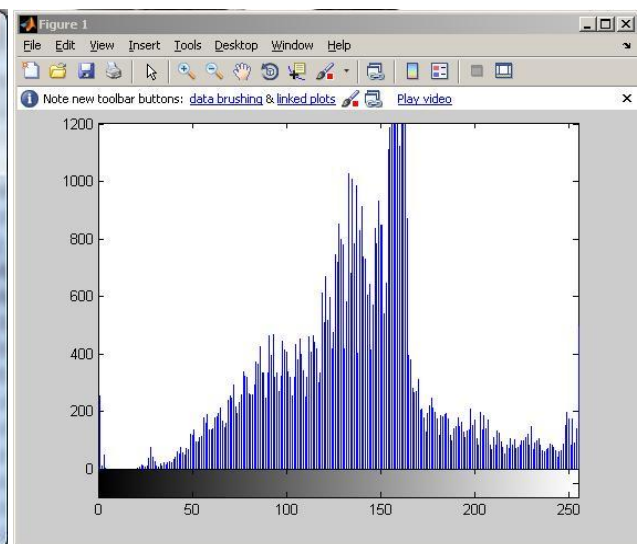 Figure 1
File Edit View Insert Tools Desktop Window Help
Note new toolbar buttons: data brushing & linked plots Play video
1200
1000
800
600
400
200
0
0 50 100 150 200 250